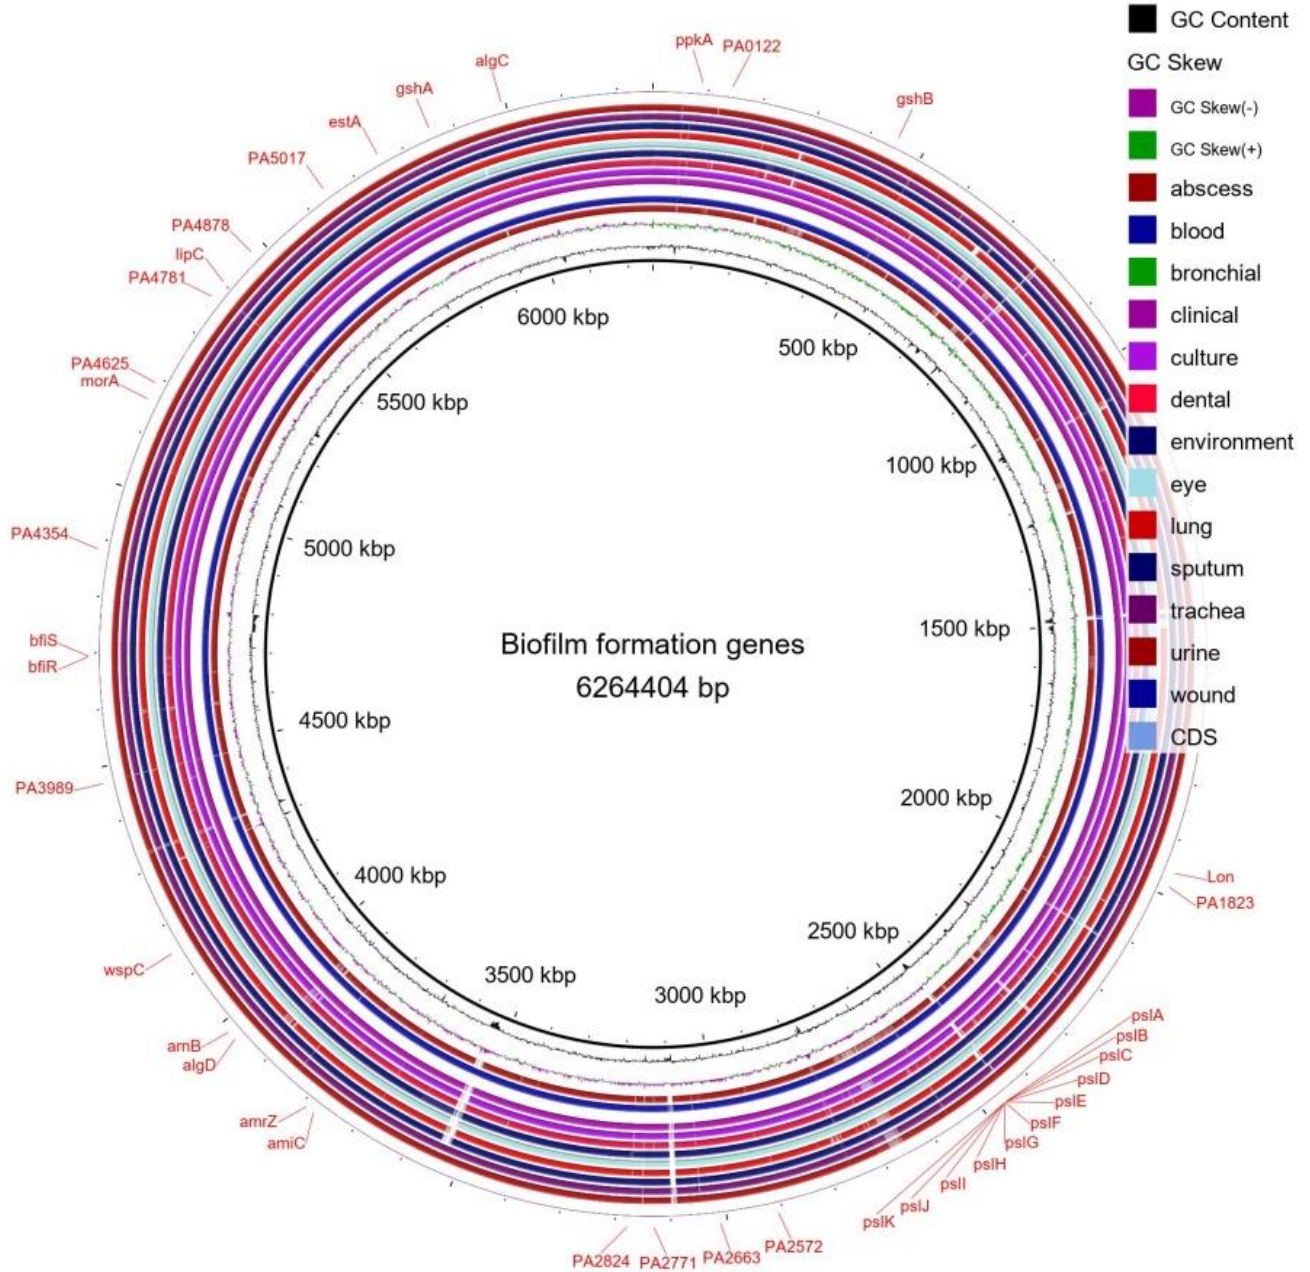 GC Content
GC Skew
GC Skew(-)
GC Skew(+)
abscess
blood
bronchial
clinical
culture
dental
environment
eye
lung
sputum
trachea
urine
wound
CDS
ppkA
PA0122
gshB
algC
gshA
estA
PA5017
PA4878
lipC
PA4781
PA4625
morA
PA4354
bfiS
bfiR
PA3989
wspC
arnB
algD
amrZ
amiC
PA2824
PA2771
PA2663
PA2572
Lon
PA1823
pslA
pslB
pslC
pslD
pslE
pslF
pslG
pslH
pslI
pslJ
pslK
6000 kbp
500 kbp
5500 kbp
1000 kbp
5000 kbp
1500 kbp
4500 kbp
2000 kbp
4000 kbp
2500 kbp
3500 kbp
3000 kbp
Biofilm formation genes
6264404 bp